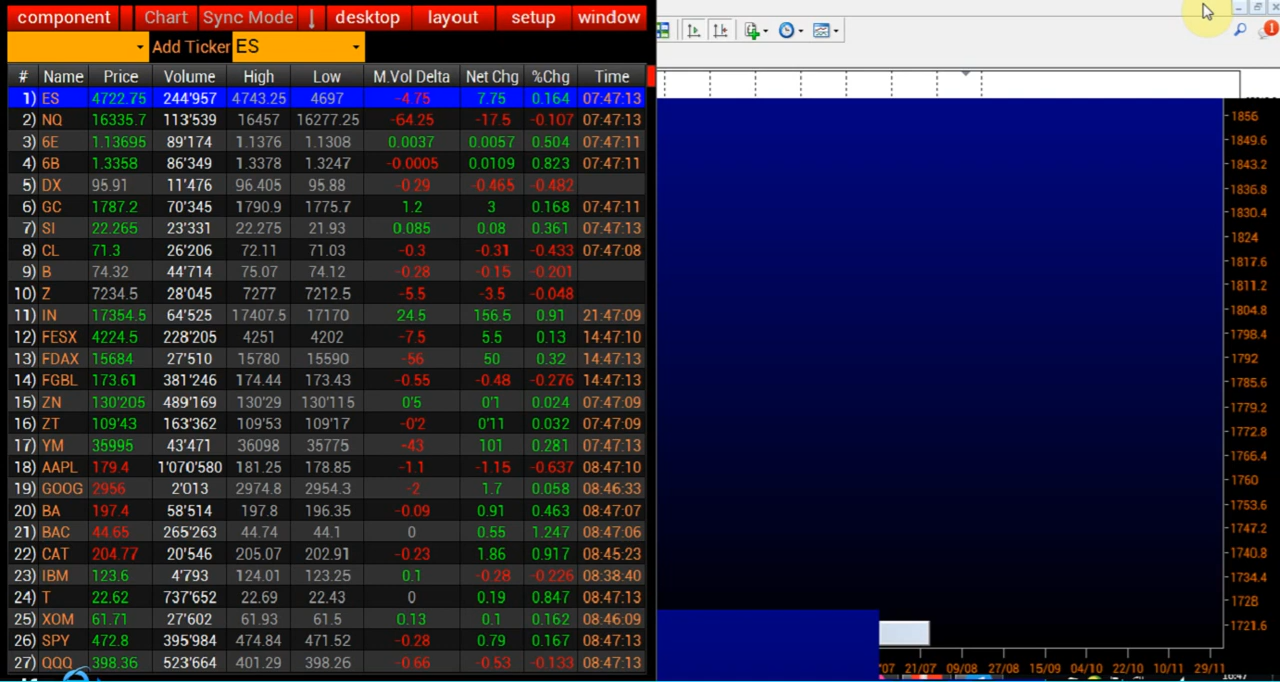 component Chart Sync Mode ↓ desktop layout setup window
Add Ticker ES
# Name Price Volume High Low M.Vol Delta Net Chg %Chg Time
1) ES 4722.75 244'957 4743.25 4697 -4.75 7.75 0.164 07:47:13
2) NQ 16335.7 113'539 16457 16277.25 -64.25 -17.5 -0.107 07:47:13
3) 6E 1.13695 89'174 1.1376 1.1308 0.0037 0.0057 0.504 07:47:11
4) 6B 1.3358 86'349 1.3378 1.3247 -0.0005 0.0109 0.823 07:47:11
5) DX 95.91 11'476 96.405 95.88 -0.29 -0.465 -0.482
6) GC 1787.2 70'345 1790.9 1775.7 1.2 3 0.168 07:47:11
7) SI 22.265 23'331 22.275 21.93 0.085 0.08 0.361 07:47:13
8) CL 71.3 26'206 72.11 71.03 -0.3 -0.31 -0.433 07:47:08
9) B 74.32 44'714 75.07 74.12 -0.28 -0.15 -0.201
10) Z 7234.5 28'045 7277 7212.5 -5.5 -3.5 -0.048
11) IN 17354.5 64'525 17407.5 17170 24.5 156.5 0.91 21:47:09
12) FESX 4224.5 228'205 4251 4202 -7.5 5.5 0.13 14:47:10
13) FDAX 15684 27'510 15780 15590 -56 50 0.32 14:47:13
14) FGBL 173.61 381'246 174.44 173.43 -0.55 -0.48 -0.276 14:47:13
15) ZN 130'205 489'169 130'29 130'115 0'5 0'1 0.024 07:47:09
16) ZT 109'43 163'362 109'53 109'17 -0'2 0'11 0.032 07:47:09
17) YM 35995 43'471 36098 35775 -43 101 0.281 07:47:13
18) AAPL 179.4 1'070'580 181.25 178.85 -1.1 -1.15 -0.637 08:47:10
19) GOOG 2956 2'013 2974.8 2954.3 -2 1.7 0.058 08:46:33
20) BA 197.4 58'514 197.8 196.35 -0.09 0.91 0.463 08:47:07
21) BAC 44.65 265'263 44.74 44.1 0 0.55 1.247 08:47:06
22) CAT 204.77 20'546 205.07 202.91 -0.23 1.86 0.917 08:45:23
23) IBM 123.6 4'793 124.01 123.25 0.1 -0.28 -0.226 08:38:40
24) T 22.62 737'652 22.69 22.43 0 0.19 0.847 08:47:13
25) XOM 61.71 27'602 61.93 61.5 0.13 0.1 0.162 08:46:09
26) SPY 472.8 395'984 474.84 471.52 -0.28 0.79 0.167 08:47:13
27) QQQ 398.36 523'664 401.29 398.26 -0.66 -0.53 -0.133 08:47:13
1
1856
1849.6
1843.2
1836.8
1830.4
1824
1817.6
1811.2
1804.8
1798.4
1792
1785.6
1779.2
1772.8
1766.4
1760
1753.6
1747.2
1740.8
1734.4
1728
1721.6
21/07 09/08 27/08 15/09 04/10 22/10 10/11 29/11